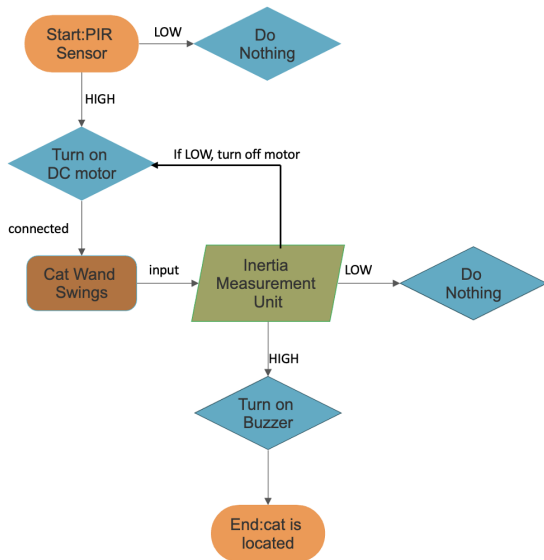 Start:PIR
Sensor
LOW
Do
Nothing
HIGH
Turn on
DC motor
If LOW, turn off motor
connected
Cat Wand
Swings
input
Inertia
Measurement
Unit
LOW
Do
Nothing
HIGH
Turn on
Buzzer
End:cat is
located